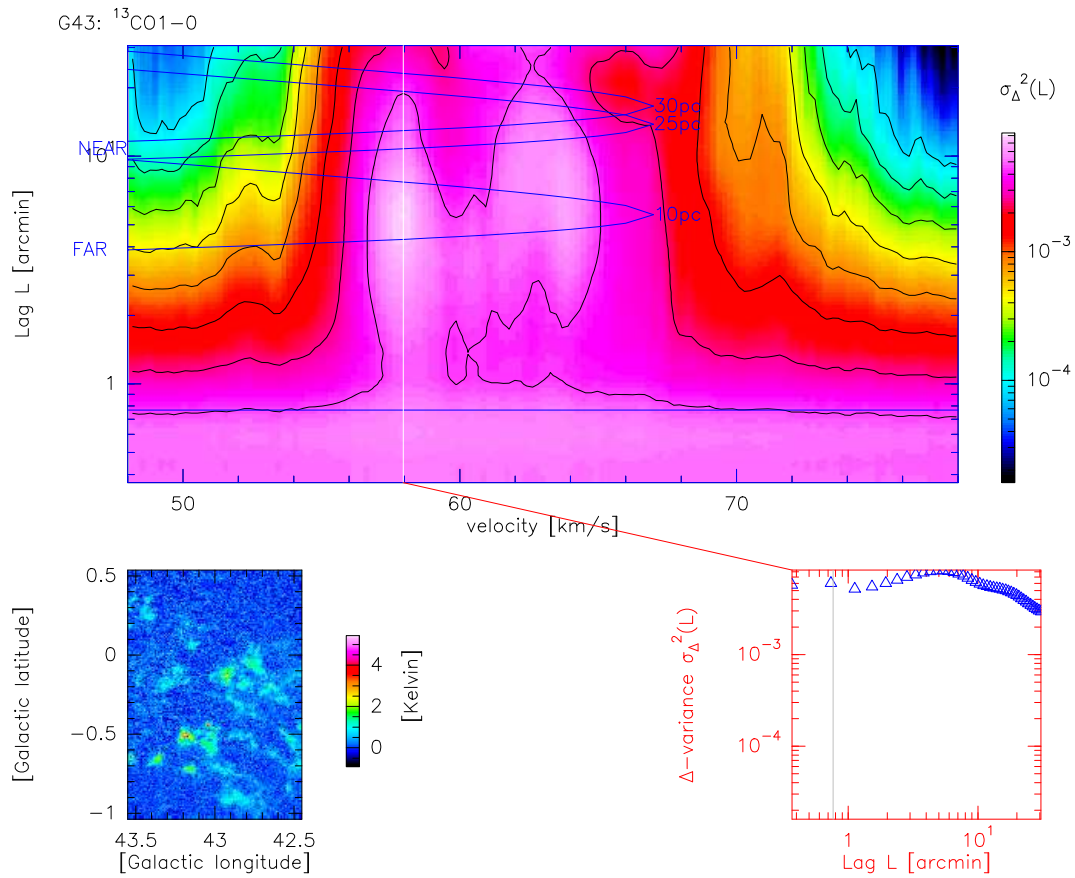 G43: ¹³CO1−0
σΔ²(L)
30pc
25pc
NEAR
10
10pc
FAR
10⁻³
Lag L [arcmin]
10⁻⁴
1
50 60 70
velocity [km/s]
0.5
0
−0.5
−1
[Galactic latitude]
43.5 43 42.5
[Galactic longitude]
4
2
0
[Kelvin]
Δ−variance σΔ²(L)
10⁻³
10⁻⁴
1 10¹
Lag L [arcmin]